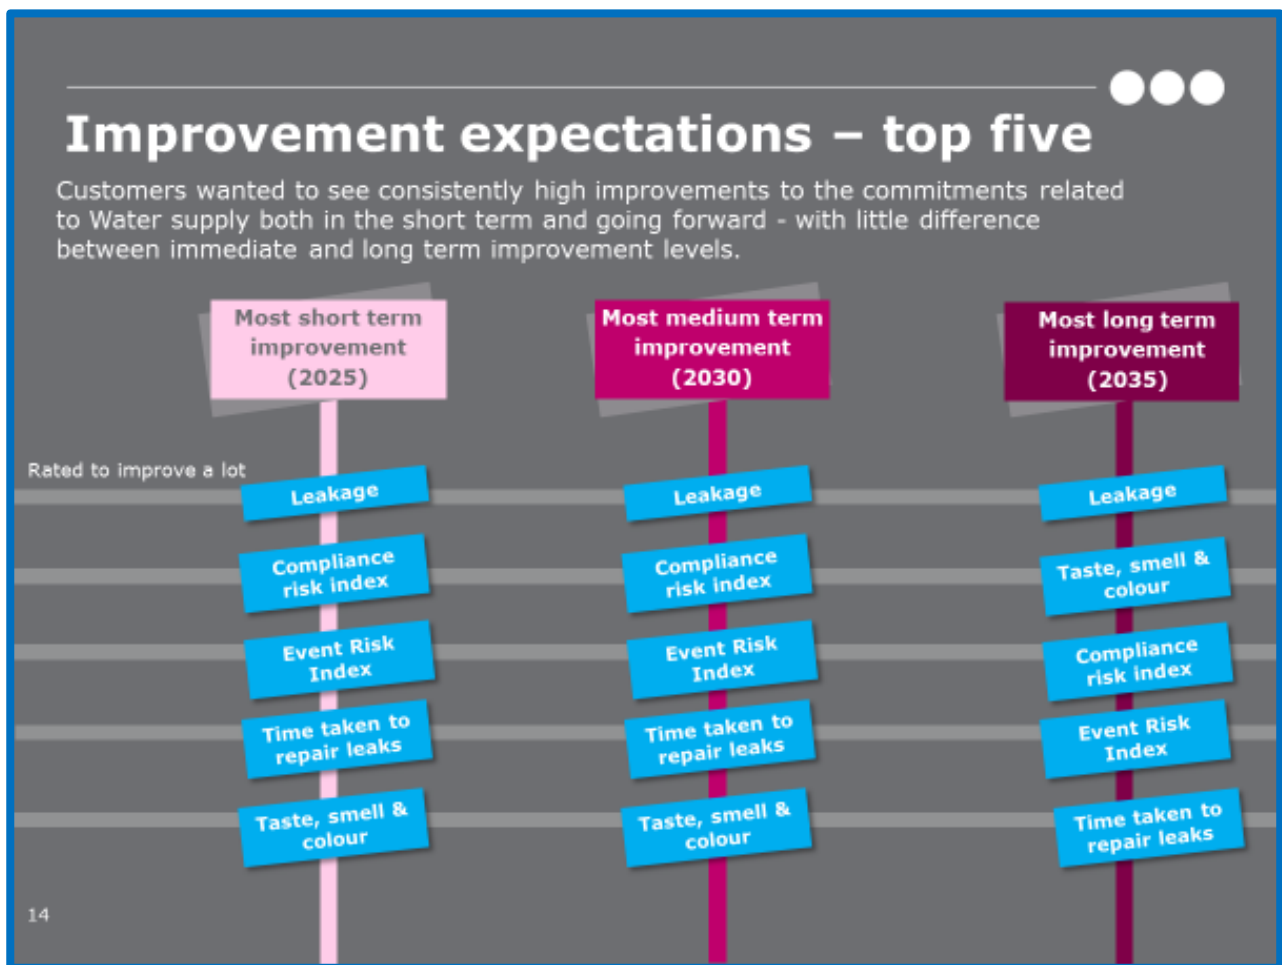 Improvement expectations – top five
Customers wanted to see consistently high improvements to the commitments related
to Water supply both in the short term and going forward - with little difference
between immediate and long term improvement levels.
Most short term
improvement
(2025)
Most medium term
improvement
(2030)
Most long term
improvement
(2035)
Rated to improve a lot
Leakage
Leakage
Leakage
Compliance
risk index
Compliance
risk index
Taste, smell &
colour
Event Risk
Index
Event Risk
Index
Compliance
risk index
Time taken to
repair leaks
Time taken to
repair leaks
Event Risk
Index
Taste, smell &
colour
Taste, smell &
colour
Time taken to
repair leaks
14